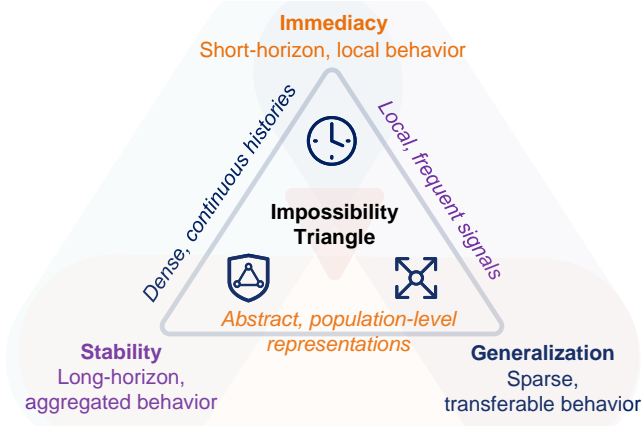 Immediacy
Short-horizon, local behavior
Dense, continuous histories
Local, frequent signals
Impossibility
Triangle
Abstract, population-level
representations
Stability
Long-horizon,
aggregated behavior
Generalization
Sparse,
transferable behavior